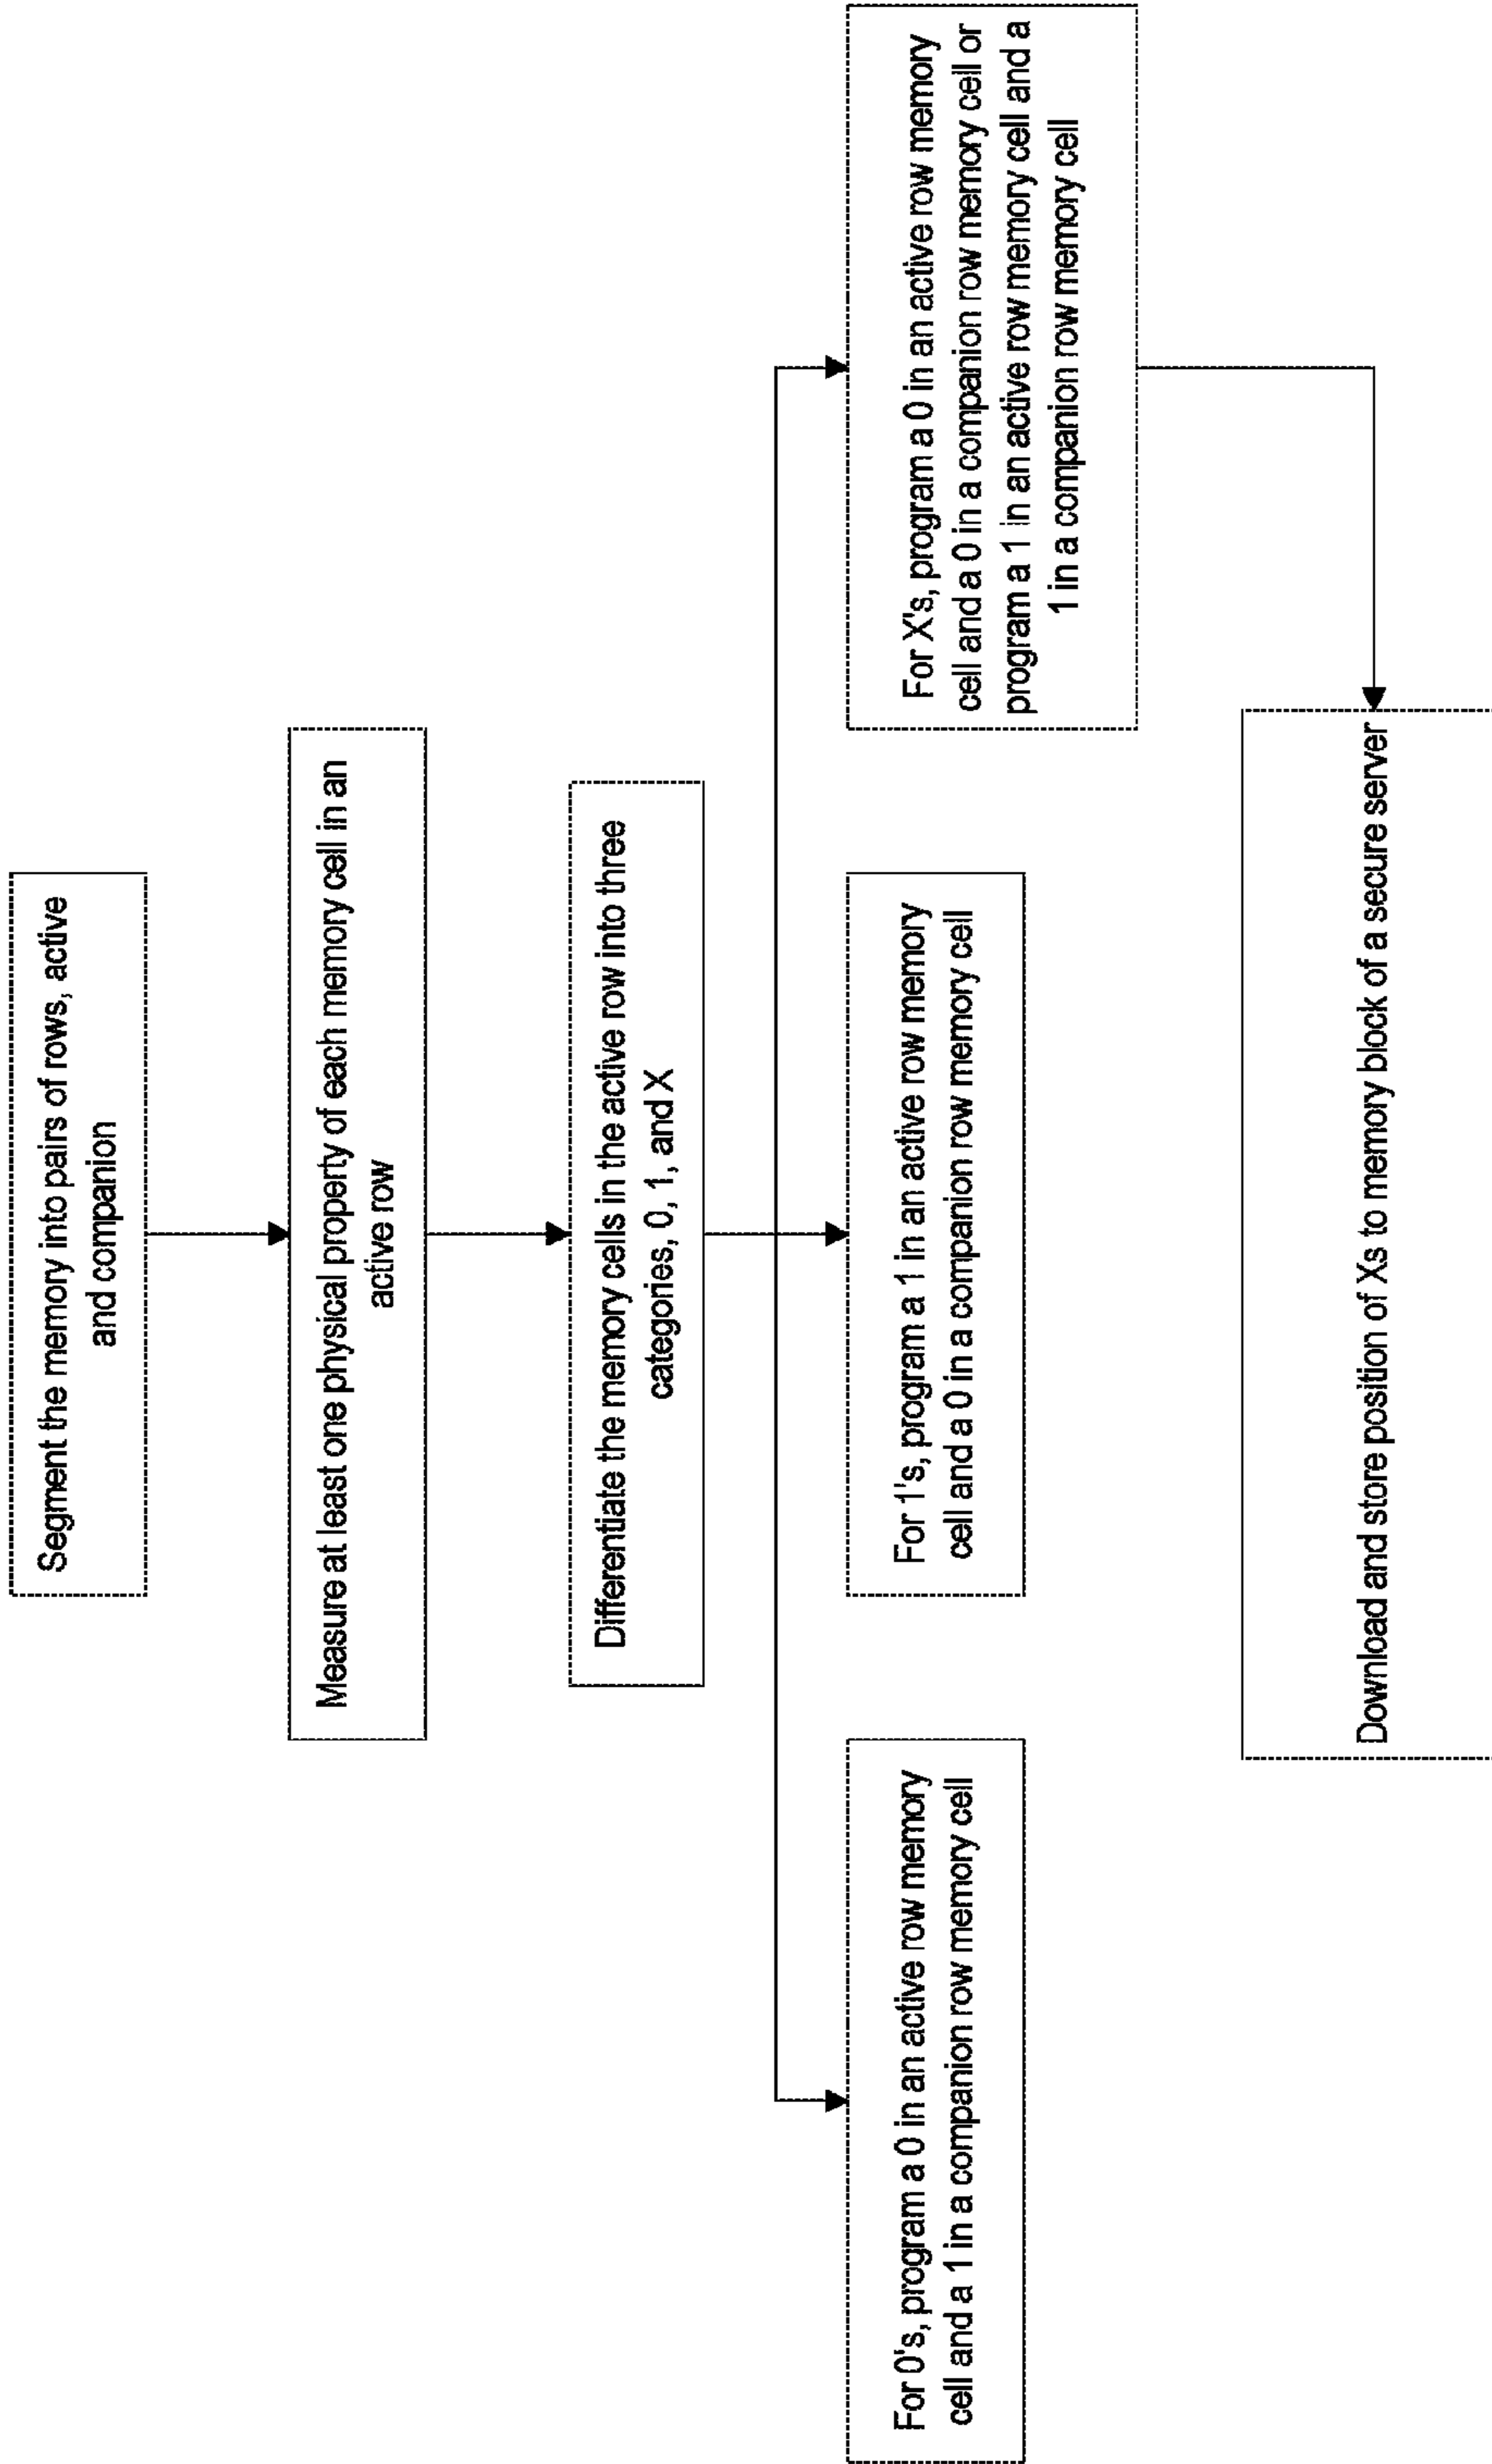 Segment the memory into pairs of rows, active
and companion
Measure at least one physical property of each memory cell in an
active row
Differentiate the memory cells in the active row into three
categories, 0, 1, and X
For 0's, program a 0 in an active row memory
cell and a 1 in a companion row memory cell
For 1's, program a 1 in an active row memory
cell and a 0 in a companion row memory cell
For X's, program a 0 in an active row memory
cell and a 0 in a companion row memory cell or
program a 1 in an active row memory cell and a
1 in a companion row memory cell
Download and store position of Xs to memory block of a secure server